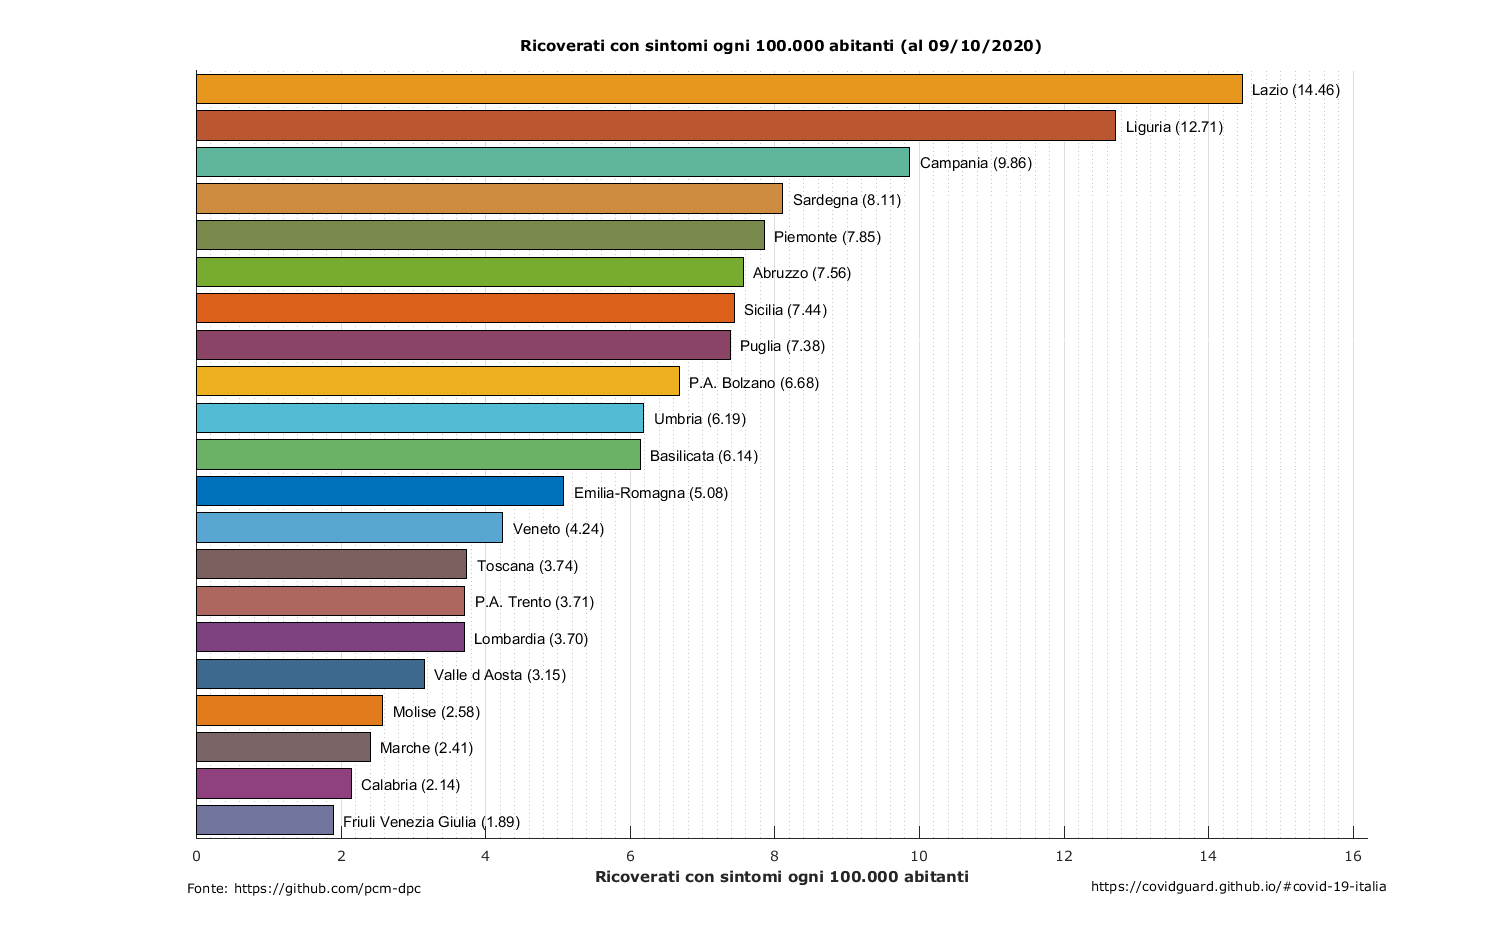 Ricoverati con sintomi ogni 100.000 abitanti (al 09/10/2020)
Lazio (14.46)
Liguria (12.71)
Campania (9.86)
Sardegna (8.11)
Piemonte (7.85)
Abruzzo (7.56)
Sicilia (7.44)
Puglia (7.38)
P.A. Bolzano (6.68)
Umbria (6.19)
Basilicata (6.14)
Emilia-Romagna (5.08)
Veneto (4.24)
Toscana (3.74)
P.A. Trento (3.71)
Lombardia (3.70)
Valle d Aosta (3.15)
Molise (2.58)
Marche (2.41)
Calabria (2.14)
Friuli Venezia Giulia (1.89)
0 2 4 6 8 10 12 14 16
Ricoverati con sintomi ogni 100.000 abitanti
Fonte: https://github.com/pcm-dpc
https://covidguard.github.io/#covid-19-italia